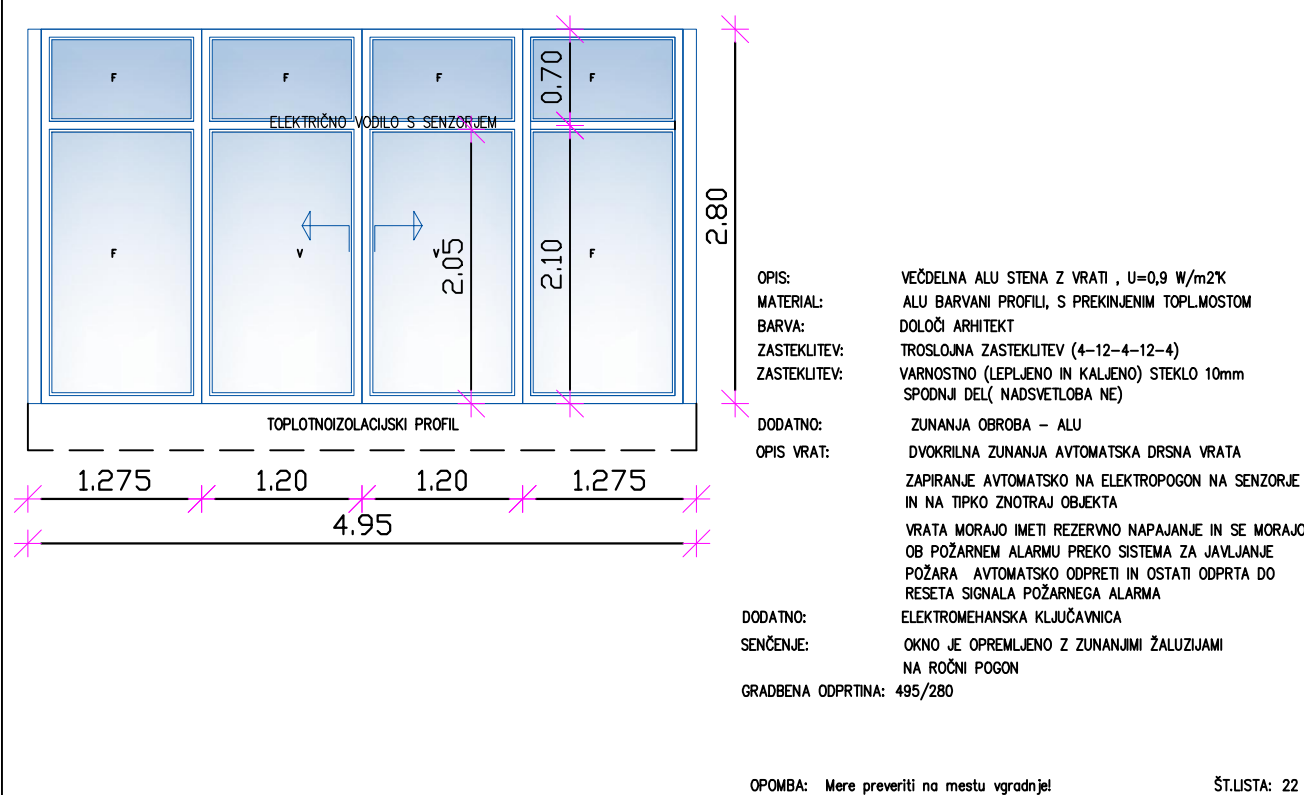 F F F F
0.70
ELEKTRIČNO VODILO S SENZORJEM
2.80
F V V F
2.05
2.10
TOPLOTNOIZOLACIJSKI PROFIL
1.275 1.20 1.20 1.275
4.95
OPIS: VEČDELNA ALU STENA Z VRATI , U=0,9 W/m2°K
MATERIAL: ALU BARVANI PROFILI, S PREKINJENIM TOPL.MOSTOM
BARVA: DOLOČI ARHITEKT
ZASTEKLITEV: TROSLOJNA ZASTEKLITEV (4-12-4-12-4)
ZASTEKLITEV: VARNOSTNO (LEPLJENO IN KALJENO) STEKLO 10mm
SPODNJI DEL( NADSVETLOBA NE)
DODATNO: ZUNANJA OBROBA - ALU
OPIS VRAT: DVOKRILNA ZUNANJA AVTOMATSKA DRSNA VRATA
ZAPIRANJE AVTOMATSKO NA ELEKTROPOGON NA SENZORJE
IN NA TIPKO ZNOTRAJ OBJEKTA
VRATA MORAJO IMETI REZERVNO NAPAJANJE IN SE MORAJO
OB POŽARNEM ALARMU PREKO SISTEMA ZA JAVLJANJE
POŽARA AVTOMATSKO ODPRETI IN OSTATI ODPRTA DO
RESETA SIGNALA POŽARNEGA ALARMA
DODATNO: ELEKTROMEHANSKA KLJUČAVNICA
SENČENJE: OKNO JE OPREMLJENO Z ZUNANJIMI ŽALUZIJAMI
NA ROČNI POGON
GRADBENA ODPRTINA: 495/280
OPOMBA: Mere preveriti na mestu vgradnje! ŠT.LISTA: 22